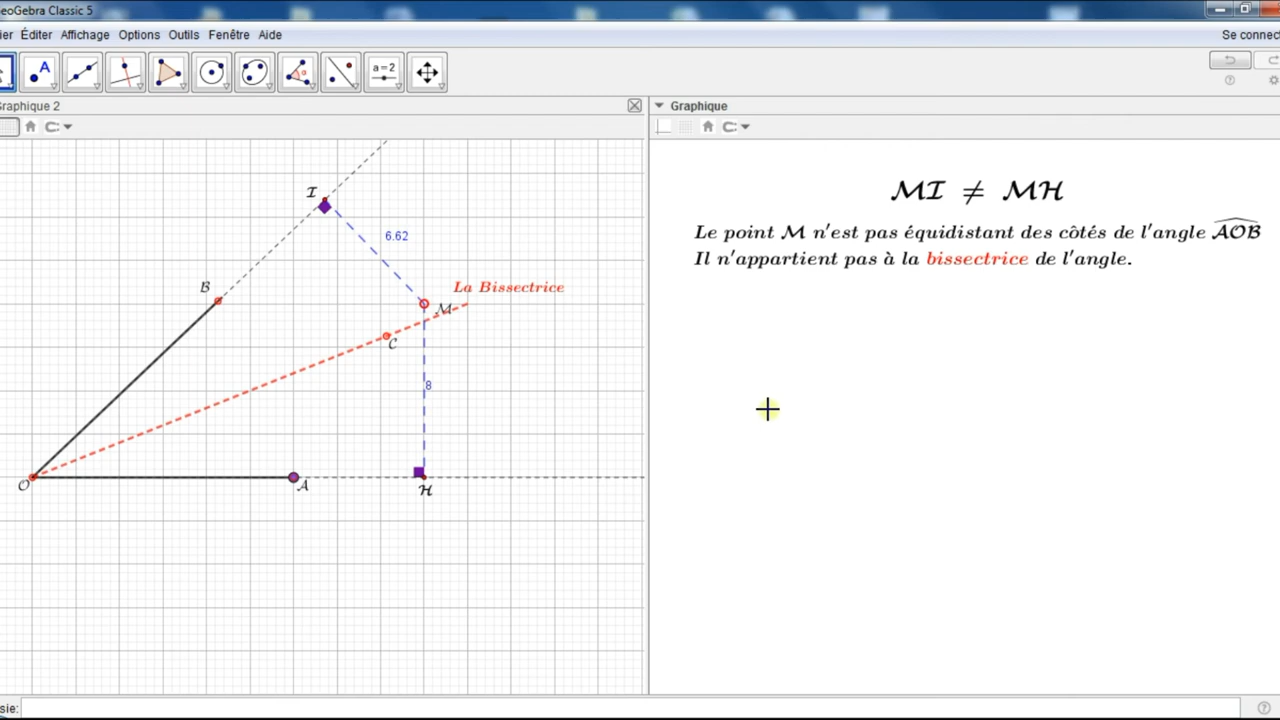 eoGebra Classic 5
ier Éditer Affichage Options Outils Fenêtre Aide
Se connect
A
α
a=2
Graphique 2
Graphique
I
6.62
B
La Bissectrice
M
C
8
O
A
H
MI ≠ MH
Le point M n'est pas équidistant des côtés de l'angle AOB
Il n'appartient pas à la bissectrice de l'angle.
sie: